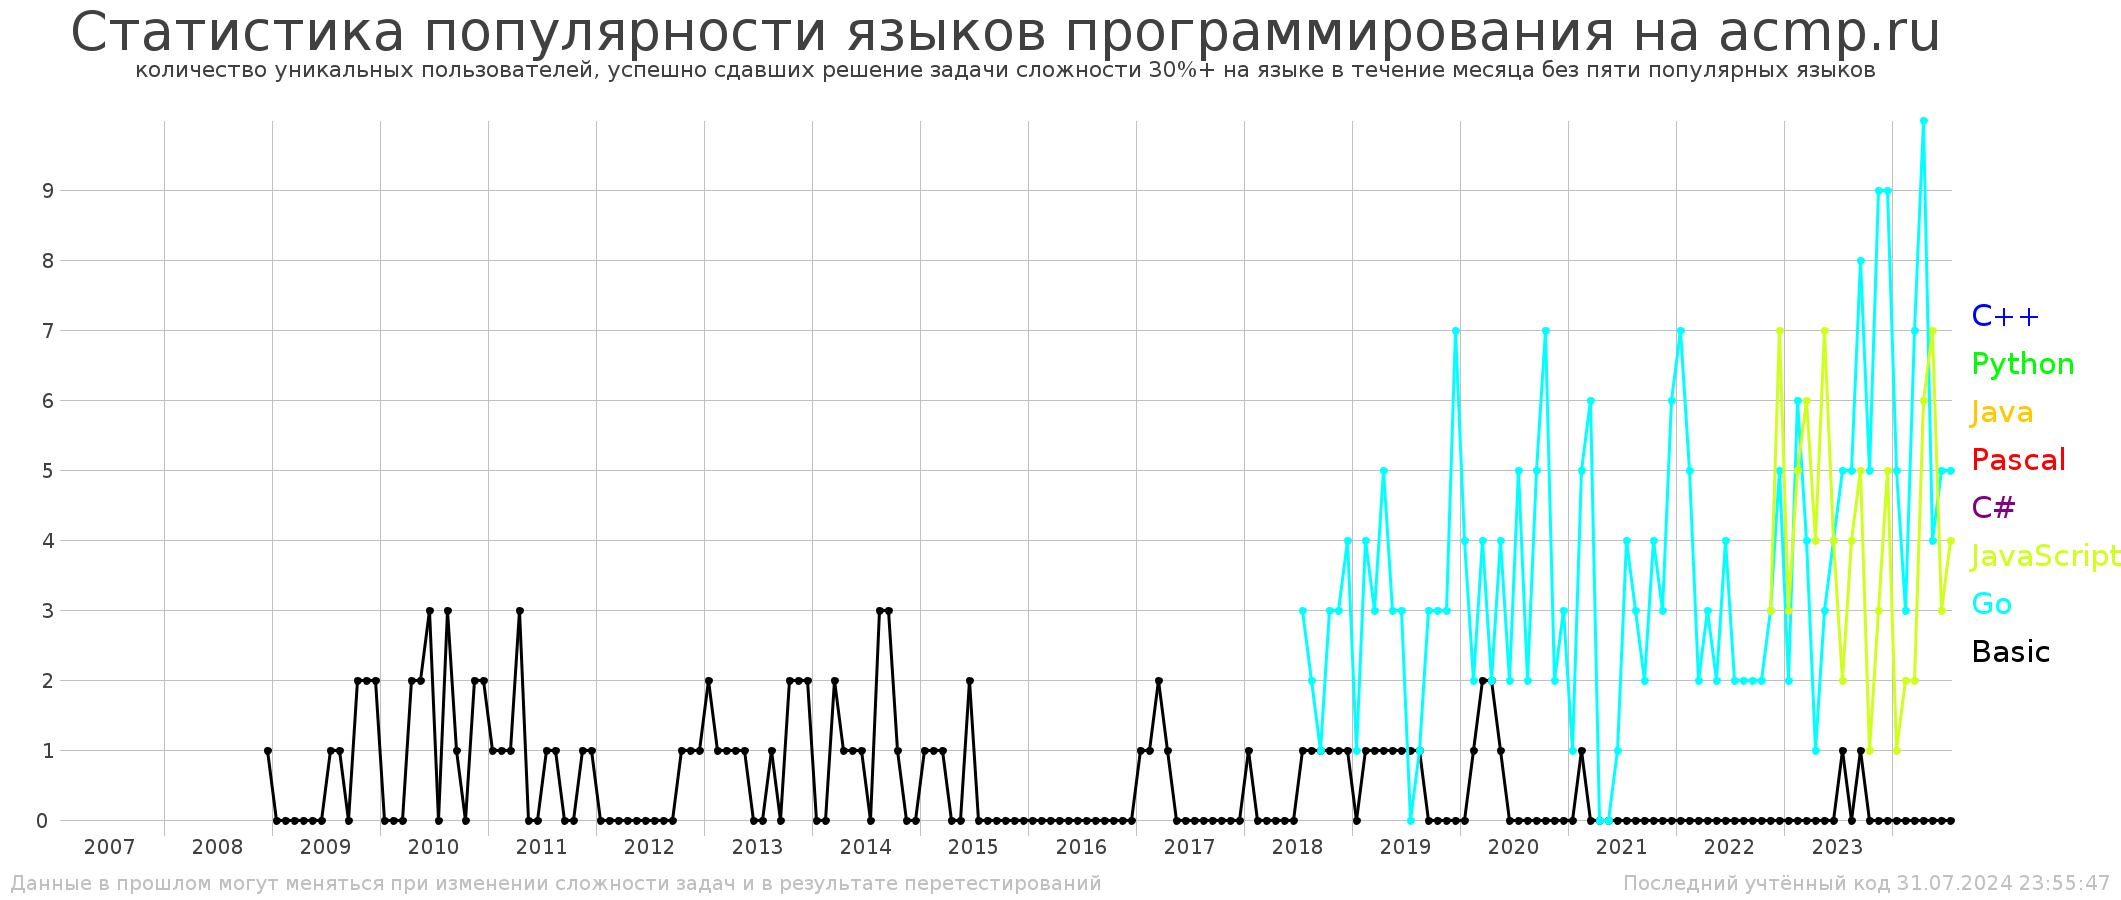 Статистика популярности языков программирования на acmp.ru
количество уникальных пользователей, успешно сдавших решение задачи сложности 30%+ на языке в течение месяца без пяти популярных языков
9
8
7
6
5
4
3
2
1
0
C++
Python
Java
Pascal
C#
JavaScript
Go
Basic
2007 2008 2009 2010 2011 2012 2013 2014 2015 2016 2017 2018 2019 2020 2021 2022 2023
Данные в прошлом могут меняться при изменении сложности задач и в результате перетестирований
Последний учтённый код 31.07.2024 23:55:47